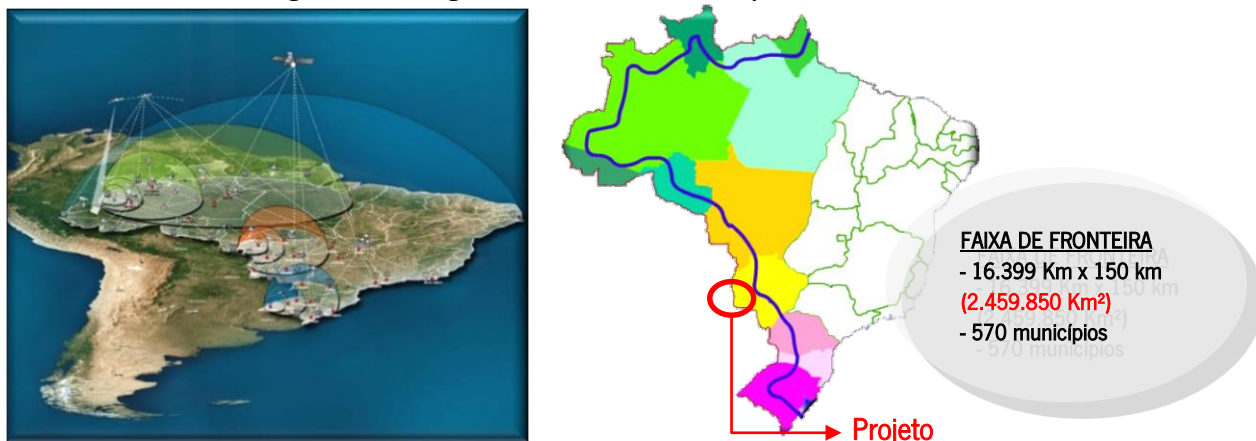 FAIXA DE FRONTEIRA
- 16.399 Km x 150 km
(2.459.850 Km²)
- 570 municípios
Projeto